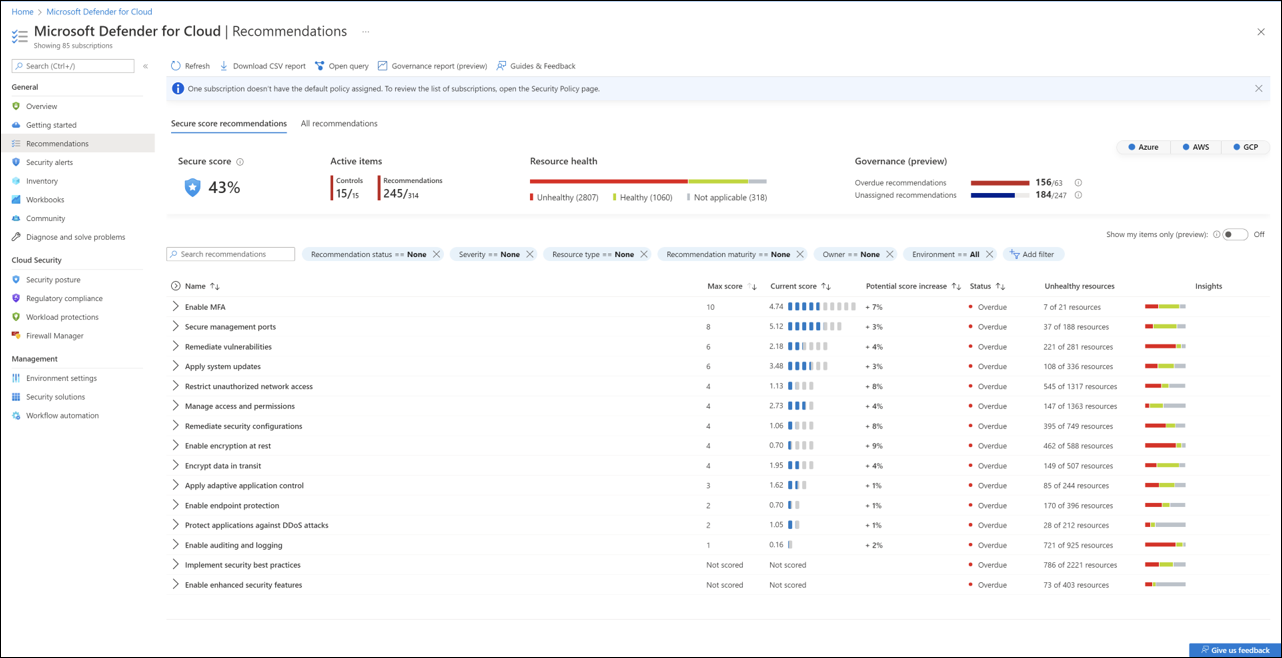 Home > Microsoft Defender for Cloud
Microsoft Defender for Cloud | Recommendations ...
Showing 85 subscriptions
Search (Ctrl+/) «
Refresh Download CSV report Open query Governance report (preview) Guides & Feedback
One subscription doesn't have the default policy assigned. To review the list of subscriptions, open the Security Policy page.
General
Overview
Getting started
Recommendations
Security alerts
Inventory
Workbooks
Community
Diagnose and solve problems
Cloud Security
Security posture
Regulatory compliance
Workload protections
Firewall Manager
Management
Environment settings
Security solutions
Workflow automation
Secure score recommendations All recommendations
Azure AWS GCP
Secure score
43%
Active items
Controls
15/15
Recommendations
245/314
Resource health
Unhealthy (2807) Healthy (1060) Not applicable (318)
Governance (preview)
Overdue recommendations 156/63
Unassigned recommendations 184/247
Show my items only (preview): Off
Search recommendations Recommendation status == None Severity == None Resource type == None Recommendation maturity == None Owner == None Environment == All Add filter
Name ↑↓ Max score ↑↓ Current score ↑↓ Potential score increase ↑↓ Status ↑↓ Unhealthy resources Insights
Enable MFA 10 4.74 + 7% Overdue 7 of 21 resources
Secure management ports 8 5.12 + 3% Overdue 37 of 188 resources
Remediate vulnerabilities 6 2.18 + 4% Overdue 221 of 281 resources
Apply system updates 6 3.48 + 3% Overdue 108 of 336 resources
Restrict unauthorized network access 4 1.13 + 8% Overdue 545 of 1317 resources
Manage access and permissions 4 2.73 + 4% Overdue 147 of 1363 resources
Remediate security configurations 4 1.06 + 8% Overdue 395 of 749 resources
Enable encryption at rest 4 0.70 + 9% Overdue 462 of 588 resources
Encrypt data in transit 4 1.95 + 4% Overdue 149 of 507 resources
Apply adaptive application control 3 1.62 + 1% Overdue 85 of 244 resources
Enable endpoint protection 2 0.70 + 1% Overdue 170 of 396 resources
Protect applications against DDoS attacks 2 1.05 + 1% Overdue 28 of 212 resources
Enable auditing and logging 1 0.16 + 2% Overdue 721 of 925 resources
Implement security best practices Not scored Not scored Overdue 786 of 2221 resources
Enable enhanced security features Not scored Not scored Overdue 73 of 403 resources
Give us feedback